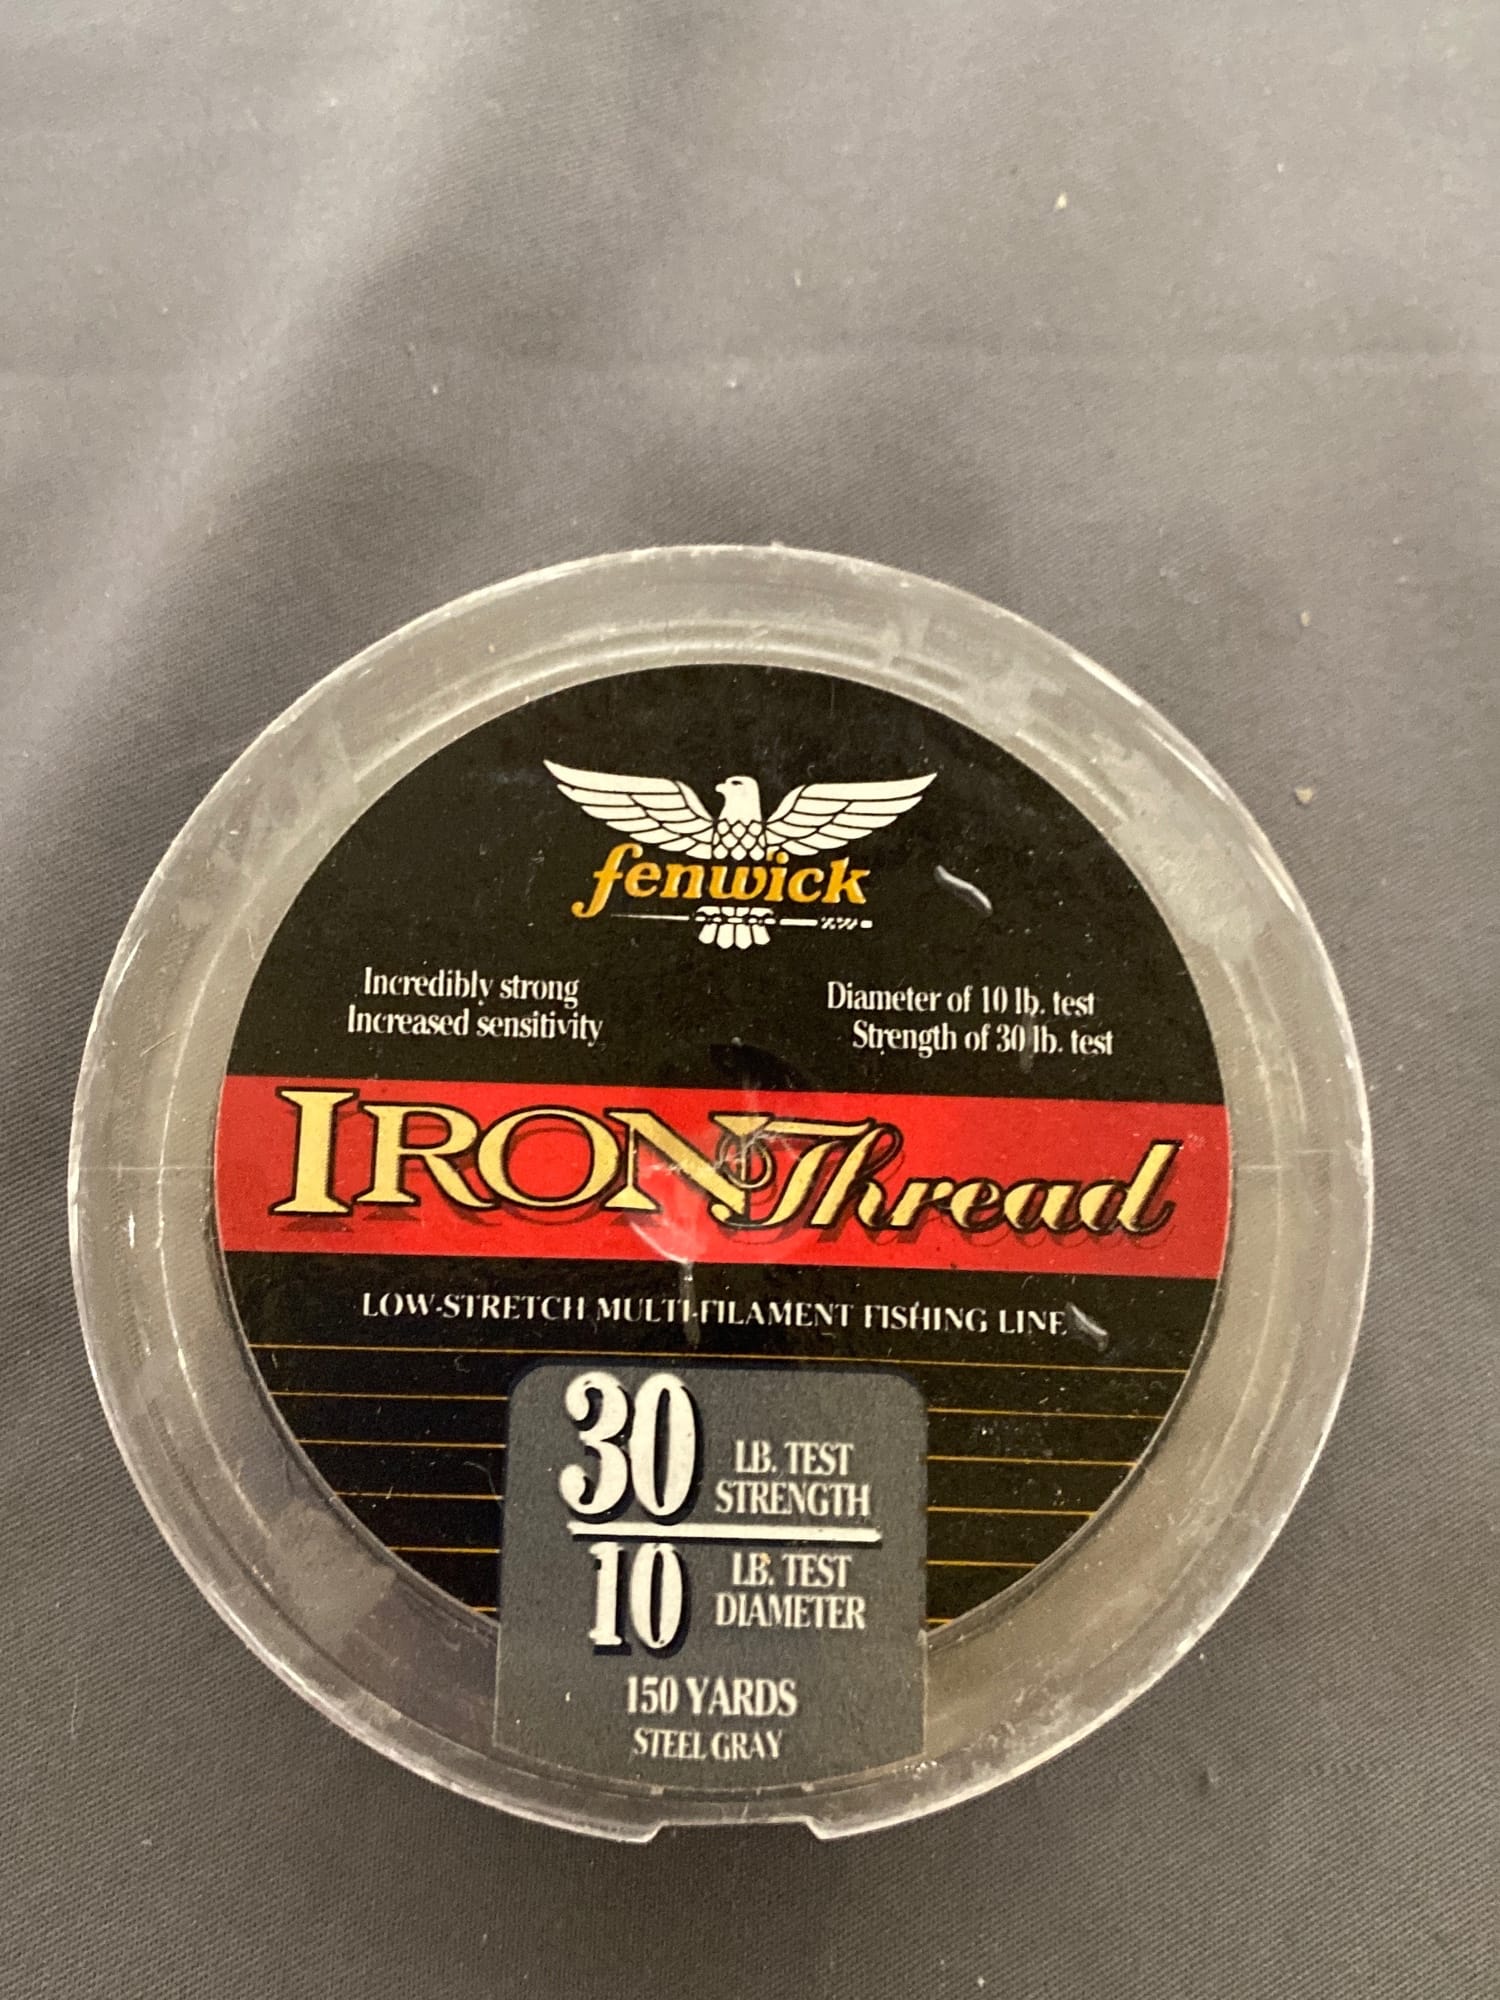 fenwick
Incredibly strong
Increased sensitivity
Diameter of 10 lb. test
Strength of 30 lb. test
IRON Thread
LOW-STRETCH MULTI-FILAMENT FISHING LINE
30 LB. TEST STRENGTH
10 LB. TEST DIAMETER
150 YARDS
STEEL GRAY